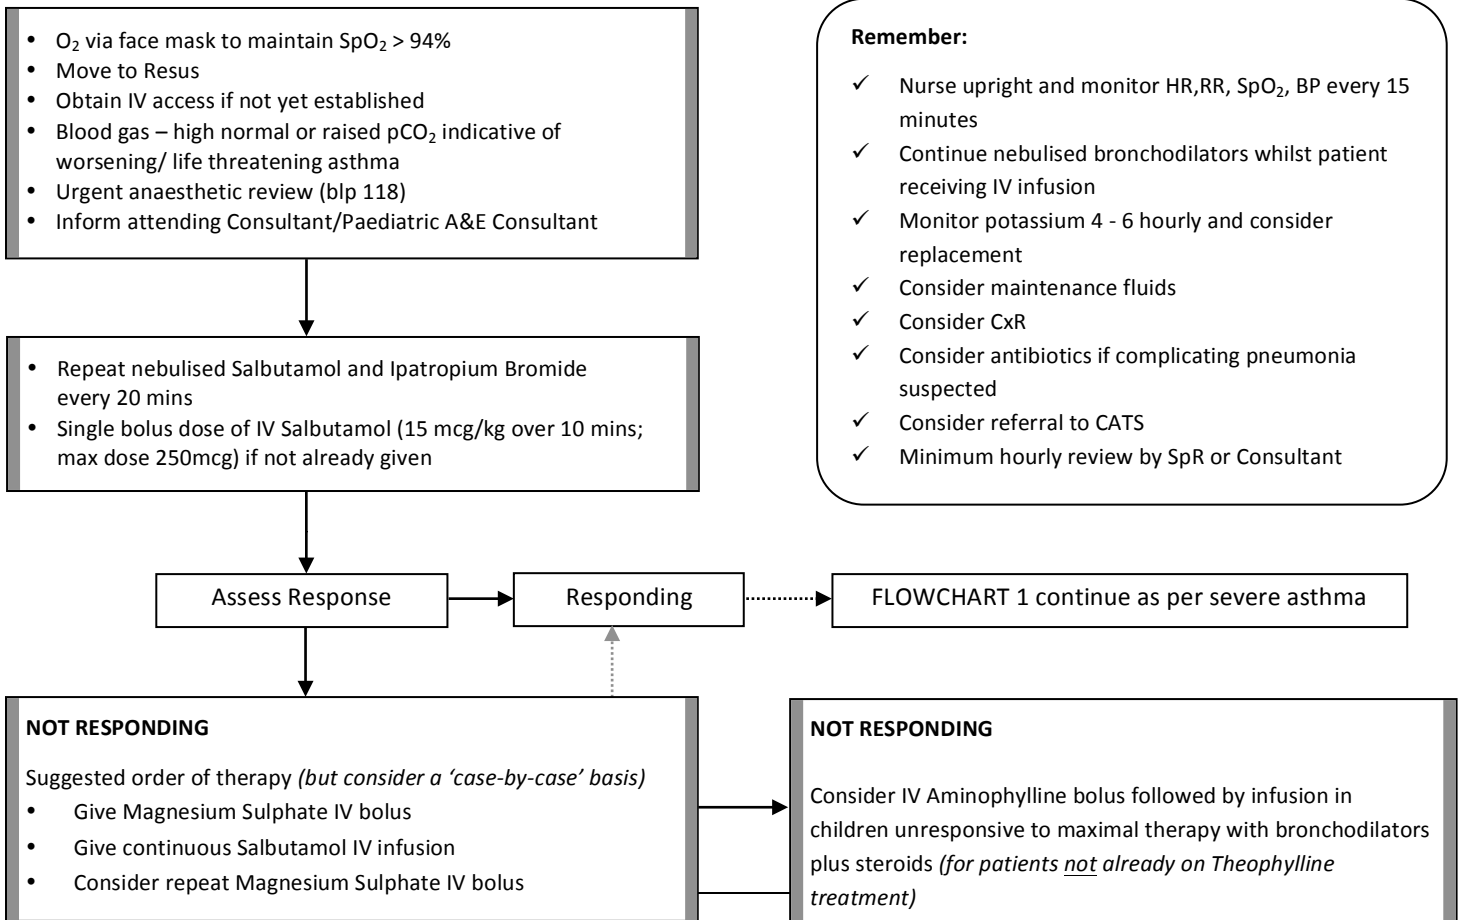 • O₂ via face mask to maintain SpO₂ > 94%
• Move to Resus
• Obtain IV access if not yet established
• Blood gas – high normal or raised pCO₂ indicative of
worsening/ life threatening asthma
• Urgent anaesthetic review (blp 118)
• Inform attending Consultant/Paediatric A&E Consultant
Remember:
✓ Nurse upright and monitor HR,RR, SpO₂, BP every 15
minutes
✓ Continue nebulised bronchodilators whilst patient
receiving IV infusion
✓ Monitor potassium 4 - 6 hourly and consider
replacement
✓ Consider maintenance fluids
✓ Consider CxR
✓ Consider antibiotics if complicating pneumonia
suspected
✓ Consider referral to CATS
✓ Minimum hourly review by SpR or Consultant
• Repeat nebulised Salbutamol and Ipatropium Bromide
every 20 mins
• Single bolus dose of IV Salbutamol (15 mcg/kg over 10 mins;
max dose 250mcg) if not already given
Assess Response
Responding
FLOWCHART 1 continue as per severe asthma
NOT RESPONDING
Suggested order of therapy (but consider a ‘case-by-case’ basis)
• Give Magnesium Sulphate IV bolus
• Give continuous Salbutamol IV infusion
• Consider repeat Magnesium Sulphate IV bolus
NOT RESPONDING
Consider IV Aminophylline bolus followed by infusion in
children unresponsive to maximal therapy with bronchodilators
plus steroids (for patients not already on Theophylline
treatment)